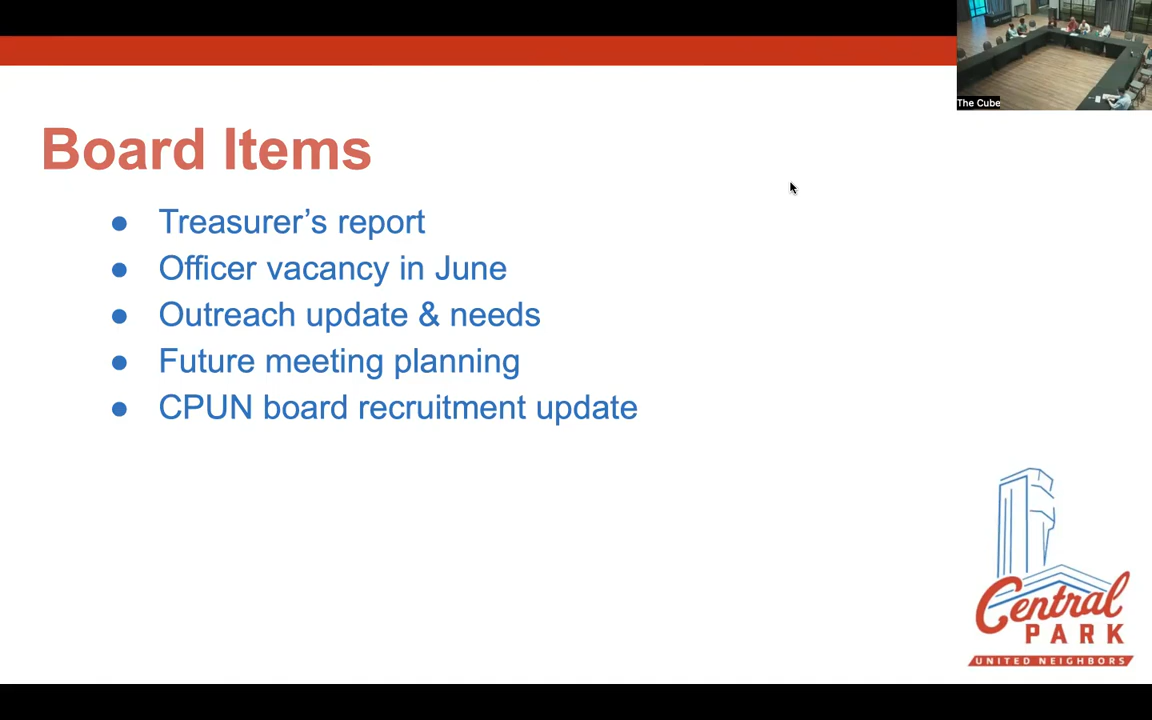 The Cube
Board Items
● Treasurer’s report
● Officer vacancy in June
● Outreach update & needs
● Future meeting planning
● CPUN board recruitment update
Central
PARK
UNITED NEIGHBORS